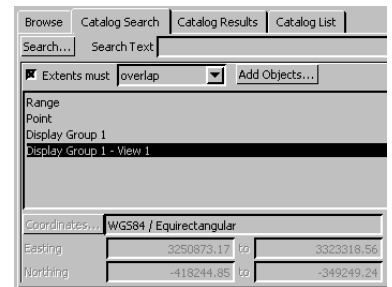 Browse Catalog Search Catalog Results Catalog List
Search... Search Text
Extents must overlap Add Objects...
Range
Point
Display Group 1
Display Group 1 - View 1
Coordinates... WGS84 / Equirectangular
Easting 3250873.17 to 3323318.56
Northing -418244.85 to -349249.24